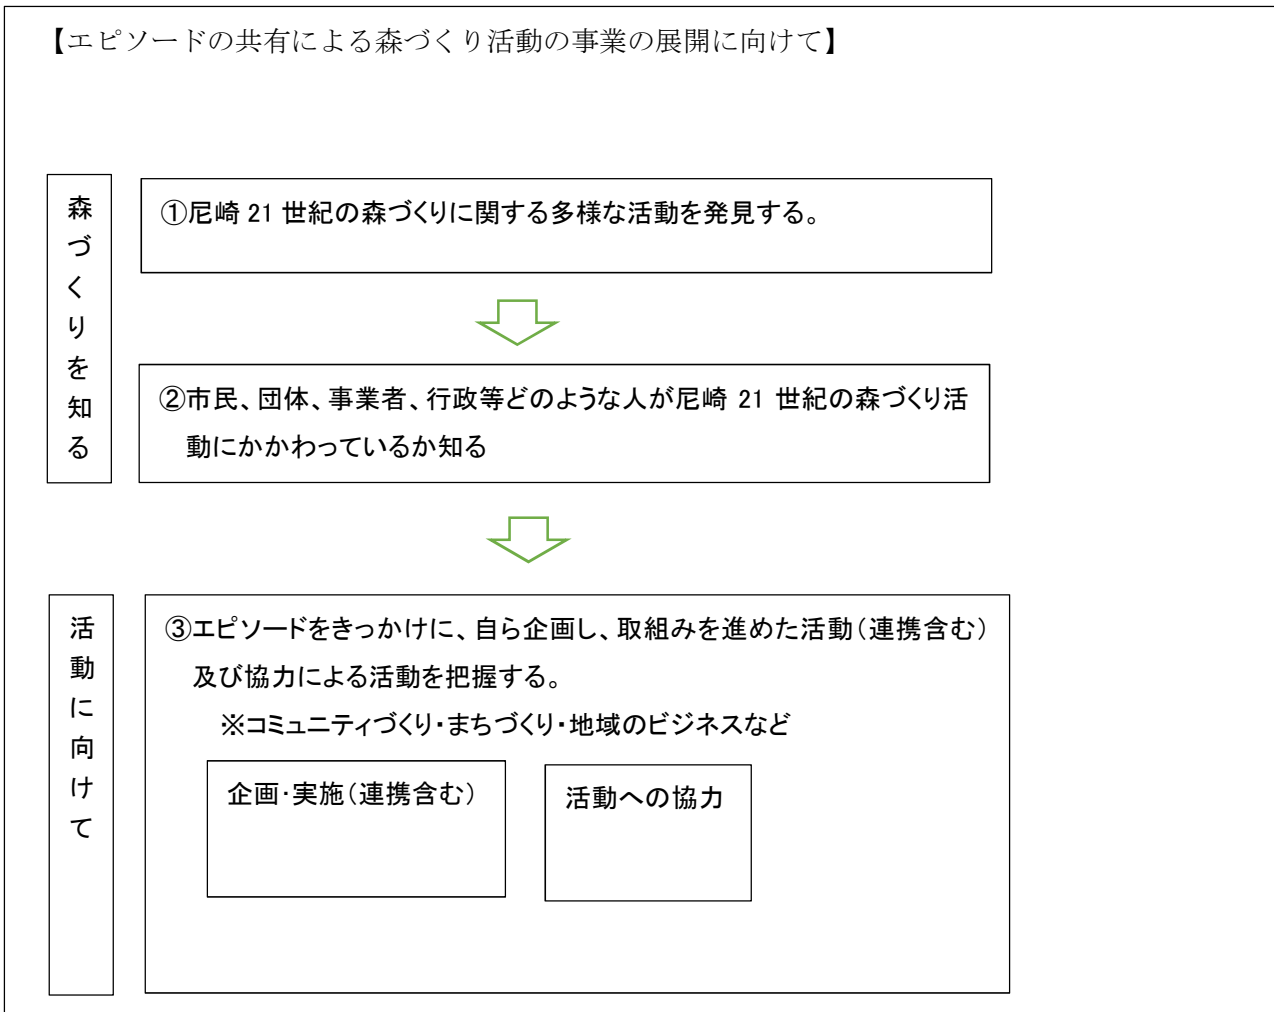 【エピソードの共有による森づくり活動の事業の展開に向けて】
森づくりを知る
①尼崎 21 世紀の森づくりに関する多様な活動を発見する。
②市民、団体、事業者、行政等どのような人が尼崎 21 世紀の森づくり活
動にかかわっているか知る
活動に向けて
③エピソードをきっかけに、自ら企画し、取組みを進めた活動（連携含む）
及び協力による活動を把握する。
※コミュニティづくり・まちづくり・地域のビジネスなど
企画・実施（連携含む）
活動への協力